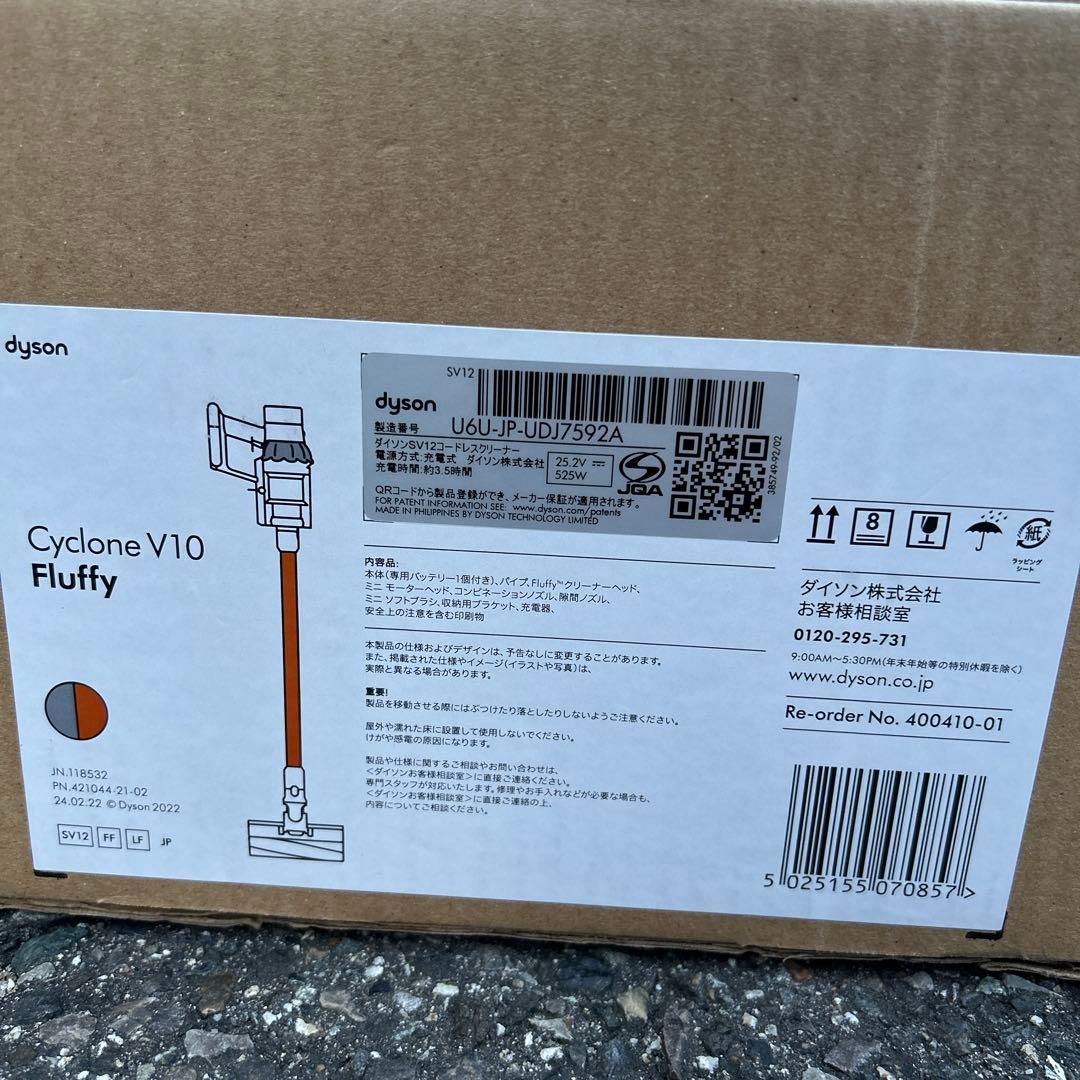 dyson
Cyclone V10
Fluffy
JN.118532
PN.421044-21-02
24.02.22 © Dyson 2022
SV12 FF LF JP
SV12
dyson
製造番号 U6U-JP-UDJ7592A
ダイソンSV12コードレスクリーナー
電源方式:充電式 ダイソン株式会社
充電時間:約3.5時間
25.2V ⎓
525W
JQA
385749-92/02
QRコードから製品登録ができ、メーカー保証が適用されます。
FOR PATENT INFORMATION SEE: www.dyson.com/patents
MADE IN PHILIPPINES BY DYSON TECHNOLOGY LIMITED
内容品:
本体(専用バッテリー1個付き)、パイプ、Fluffy™クリーナーヘッド、
ミニ モーターヘッド、コンビネーションノズル、隙間ノズル、
ミニ ソフトブラシ、収納用ブラケット、充電器、
安全上の注意を含む印刷物
本製品の仕様およびデザインは、予告なしに変更することがあります。
また、掲載された仕様やイメージ(イラストや写真)は、
実際と異なる場合があります。
重要!
製品を移動させる際にはぶつけたり落としたりしないようご注意ください。
屋外や濡れた床に設置して使用しないでください。
けがや感電の原因になります。
製品や仕様に関するご相談やお問い合わせは、
<ダイソンお客様相談室>に直接ご連絡ください。
専門スタッフが対応いたします。修理やお手入れなどが必要な場合も、
<ダイソンお客様相談室>に直接ご連絡の上、
内容についてご相談ください。
8
紙
ラッピング
シート
ダイソン株式会社
お客様相談室
0120-295-731
9:00AM〜5:30PM(年末年始等の特別休暇を除く)
www.dyson.co.jp
Re-order No. 400410-01
5 025155 070857 >